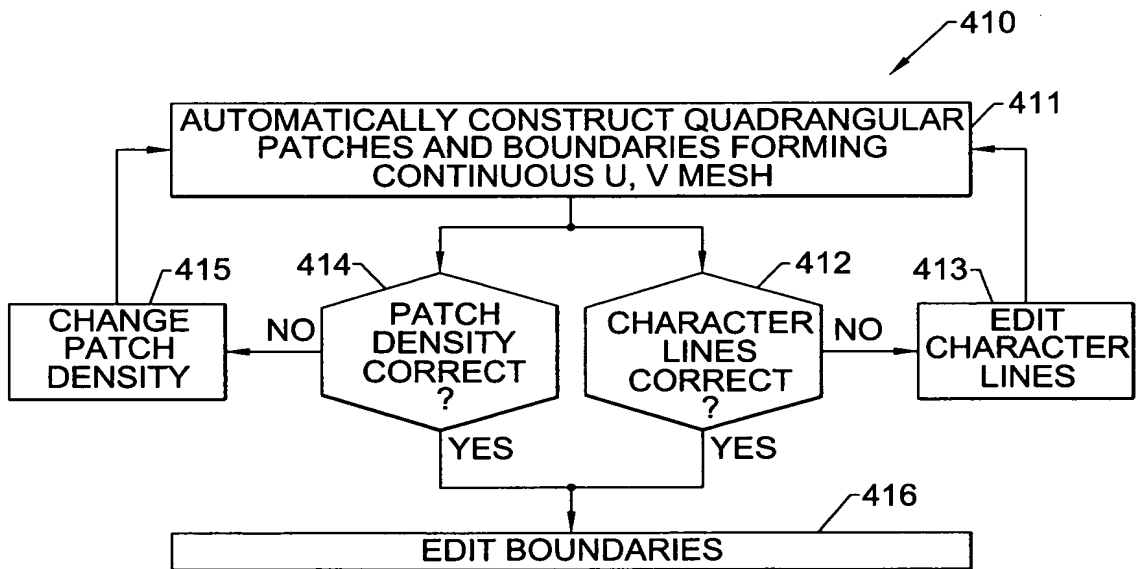 410
AUTOMATICALLY CONSTRUCT QUADRANGULAR
PATCHES AND BOUNDARIES FORMING
CONTINUOUS U, V MESH
411
415
CHANGE
PATCH
DENSITY
NO
414
PATCH
DENSITY
CORRECT
?
YES
412
CHARACTER
LINES
CORRECT
?
YES
NO
413
EDIT
CHARACTER
LINES
416
EDIT BOUNDARIES